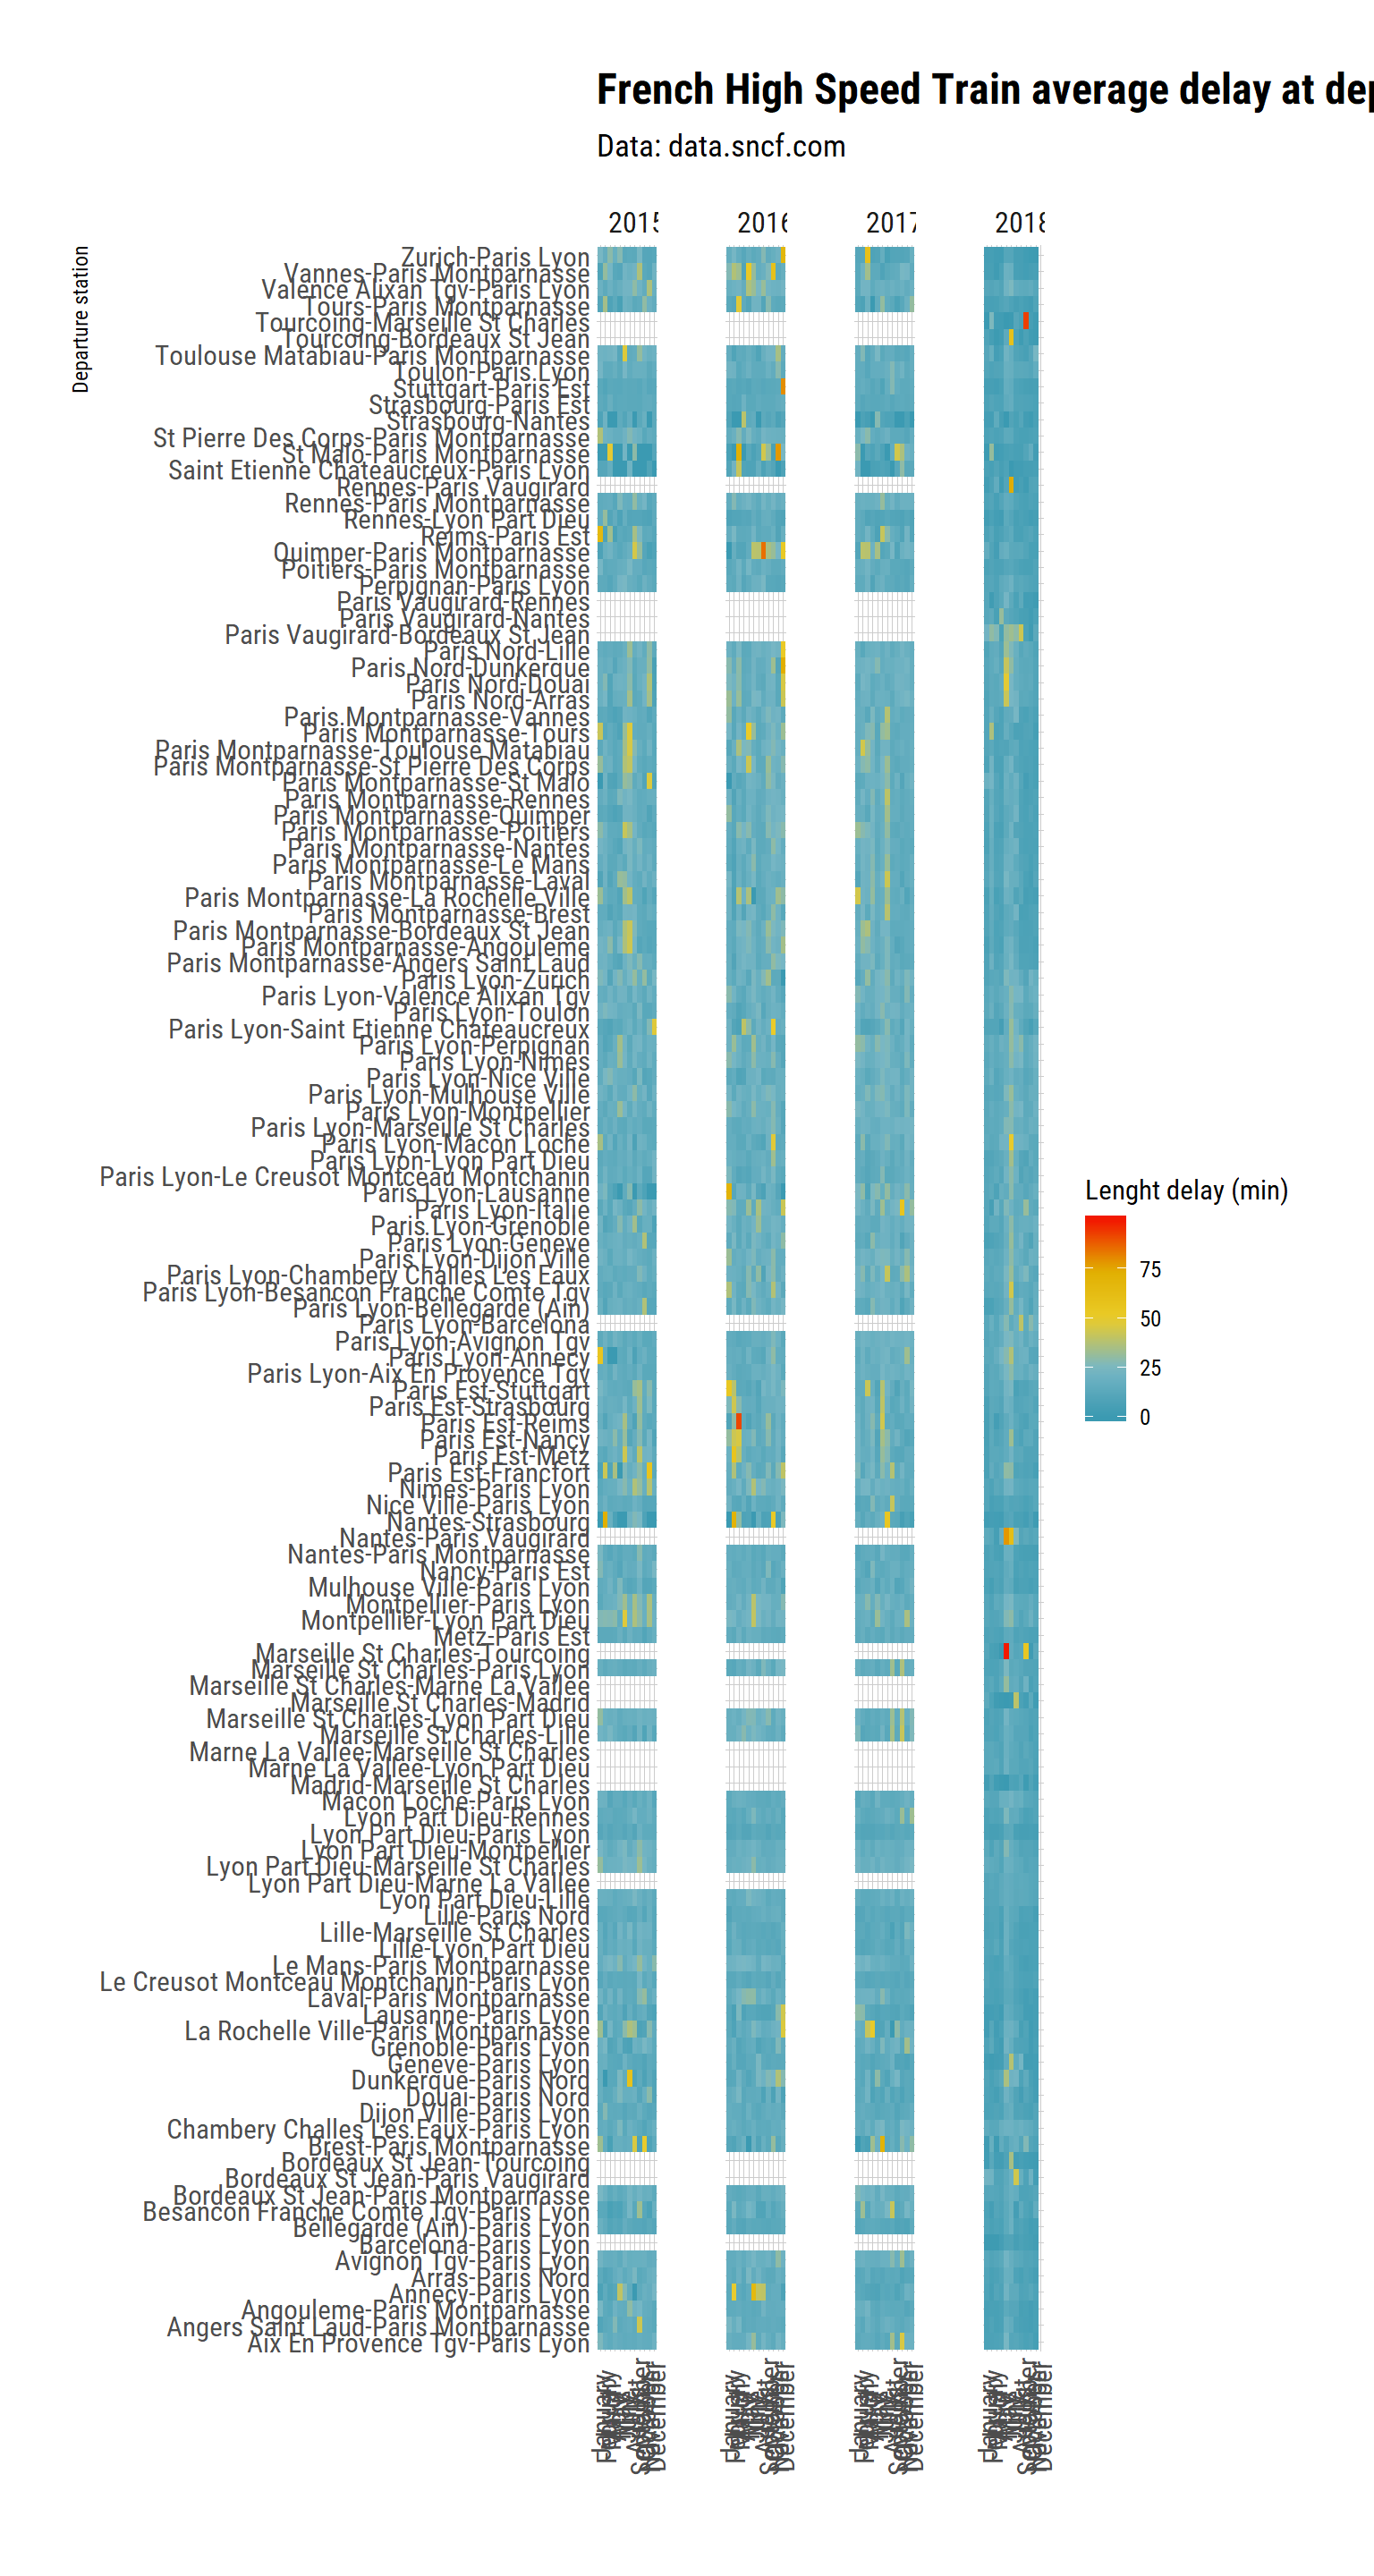 French High Speed Train average delay at dep
Data: data.sncf.com
2015 2016 2017 2018
Departure station
Zurich-Paris Lyon
Vannes-Paris Montparnasse
Valence Alixan Tgv-Paris Lyon
Tours-Paris Montparnasse
Tourcoing-Marseille St Charles
Tourcoing-Bordeaux St Jean
Toulouse Matabiau-Paris Montparnasse
Toulon-Paris Lyon
Stuttgart-Paris Est
Strasbourg-Paris Est
Strasbourg-Nantes
St Pierre Des Corps-Paris Montparnasse
St Malo-Paris Montparnasse
Saint Etienne Chateaucreux-Paris Lyon
Rennes-Paris Vaugirard
Rennes-Paris Montparnasse
Rennes-Lyon Part Dieu
Reims-Paris Est
Quimper-Paris Montparnasse
Poitiers-Paris Montparnasse
Perpignan-Paris Lyon
Paris Vaugirard-Rennes
Paris Vaugirard-Nantes
Paris Vaugirard-Bordeaux St Jean
Paris Nord-Lille
Paris Nord-Dunkerque
Paris Nord-Douai
Paris Nord-Arras
Paris Montparnasse-Vannes
Paris Montparnasse-Tours
Paris Montparnasse-Toulouse Matabiau
Paris Montparnasse-St Pierre Des Corps
Paris Montparnasse-St Malo
Paris Montparnasse-Rennes
Paris Montparnasse-Quimper
Paris Montparnasse-Poitiers
Paris Montparnasse-Nantes
Paris Montparnasse-Le Mans
Paris Montparnasse-Laval
Paris Montparnasse-La Rochelle Ville
Paris Montparnasse-Brest
Paris Montparnasse-Bordeaux St Jean
Paris Montparnasse-Angouleme
Paris Montparnasse-Angers Saint Laud
Paris Lyon-Zurich
Paris Lyon-Valence Alixan Tgv
Paris Lyon-Toulon
Paris Lyon-Saint Etienne Chateaucreux
Paris Lyon-Perpignan
Paris Lyon-Nimes
Paris Lyon-Nice Ville
Paris Lyon-Mulhouse Ville
Paris Lyon-Montpellier
Paris Lyon-Marseille St Charles
Paris Lyon-Macon Loche
Paris Lyon-Lyon Part Dieu
Paris Lyon-Le Creusot Montceau Montchanin
Paris Lyon-Lausanne
Paris Lyon-Italie
Paris Lyon-Grenoble
Paris Lyon-Geneve
Paris Lyon-Dijon Ville
Paris Lyon-Chambery Challes Les Eaux
Paris Lyon-Besancon Franche Comte Tgv
Paris Lyon-Bellegarde (Ain)
Paris Lyon-Barcelona
Paris Lyon-Avignon Tgv
Paris Lyon-Annecy
Paris Lyon-Aix En Provence Tgv
Paris Est-Stuttgart
Paris Est-Strasbourg
Paris Est-Reims
Paris Est-Nancy
Paris Est-Metz
Paris Est-Francfort
Nimes-Paris Lyon
Nice Ville-Paris Lyon
Nantes-Strasbourg
Nantes-Paris Vaugirard
Nantes-Paris Montparnasse
Nancy-Paris Est
Mulhouse Ville-Paris Lyon
Montpellier-Paris Lyon
Montpellier-Lyon Part Dieu
Metz-Paris Est
Marseille St Charles-Tourcoing
Marseille St Charles-Paris Lyon
Marseille St Charles-Marne La Vallee
Marseille St Charles-Madrid
Marseille St Charles-Lyon Part Dieu
Marseille St Charles-Lille
Marne La Vallee-Marseille St Charles
Marne La Vallee-Lyon Part Dieu
Madrid-Marseille St Charles
Macon Loche-Paris Lyon
Lyon Part Dieu-Rennes
Lyon Part Dieu-Paris Lyon
Lyon Part Dieu-Montpellier
Lyon Part Dieu-Marseille St Charles
Lyon Part Dieu-Marne La Vallee
Lyon Part Dieu-Lille
Lille-Paris Nord
Lille-Marseille St Charles
Lille-Lyon Part Dieu
Le Mans-Paris Montparnasse
Le Creusot Montceau Montchanin-Paris Lyon
Laval-Paris Montparnasse
Lausanne-Paris Lyon
La Rochelle Ville-Paris Montparnasse
Grenoble-Paris Lyon
Geneve-Paris Lyon
Dunkerque-Paris Nord
Douai-Paris Nord
Dijon Ville-Paris Lyon
Chambery Challes Les Eaux-Paris Lyon
Brest-Paris Montparnasse
Bordeaux St Jean-Tourcoing
Bordeaux St Jean-Paris Vaugirard
Bordeaux St Jean-Paris Montparnasse
Besancon Franche Comte Tgv-Paris Lyon
Bellegarde (Ain)-Paris Lyon
Barcelona-Paris Lyon
Avignon Tgv-Paris Lyon
Arras-Paris Nord
Annecy-Paris Lyon
Angouleme-Paris Montparnasse
Angers Saint Laud-Paris Montparnasse
Aix En Provence Tgv-Paris Lyon
Lenght delay (min)
75
50
25
0
January
December
January
December
January
December
January
December